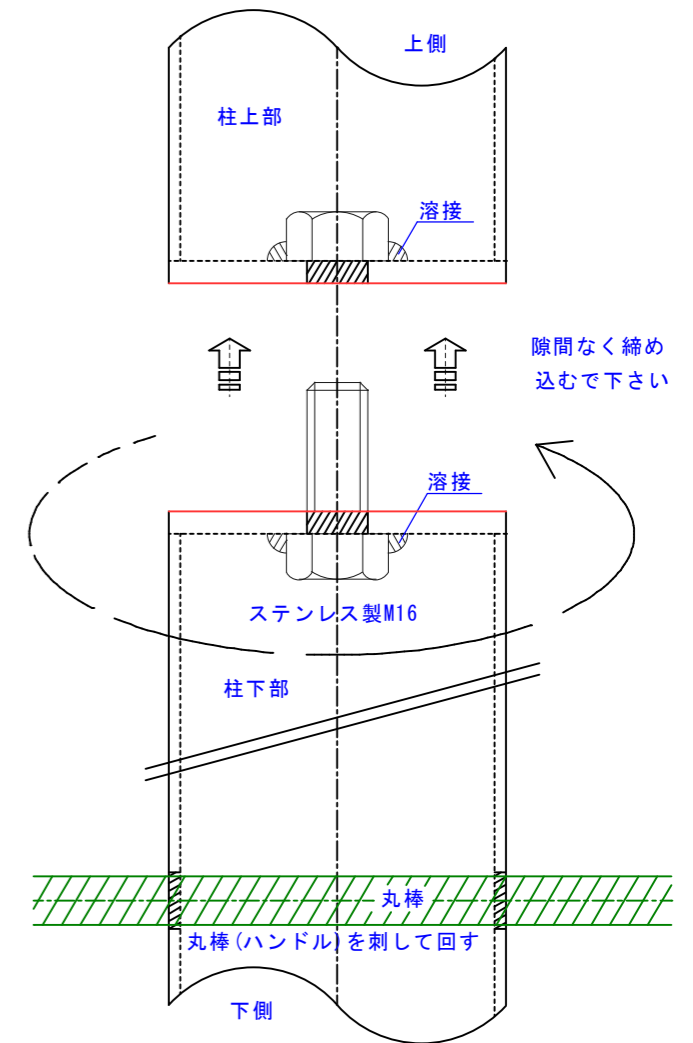 上側
柱上部
溶接
隙間なく締め
込むで下さい
溶接
ステンレス製M16
柱下部
丸棒
丸棒(ハンドル)を刺して回す
下側